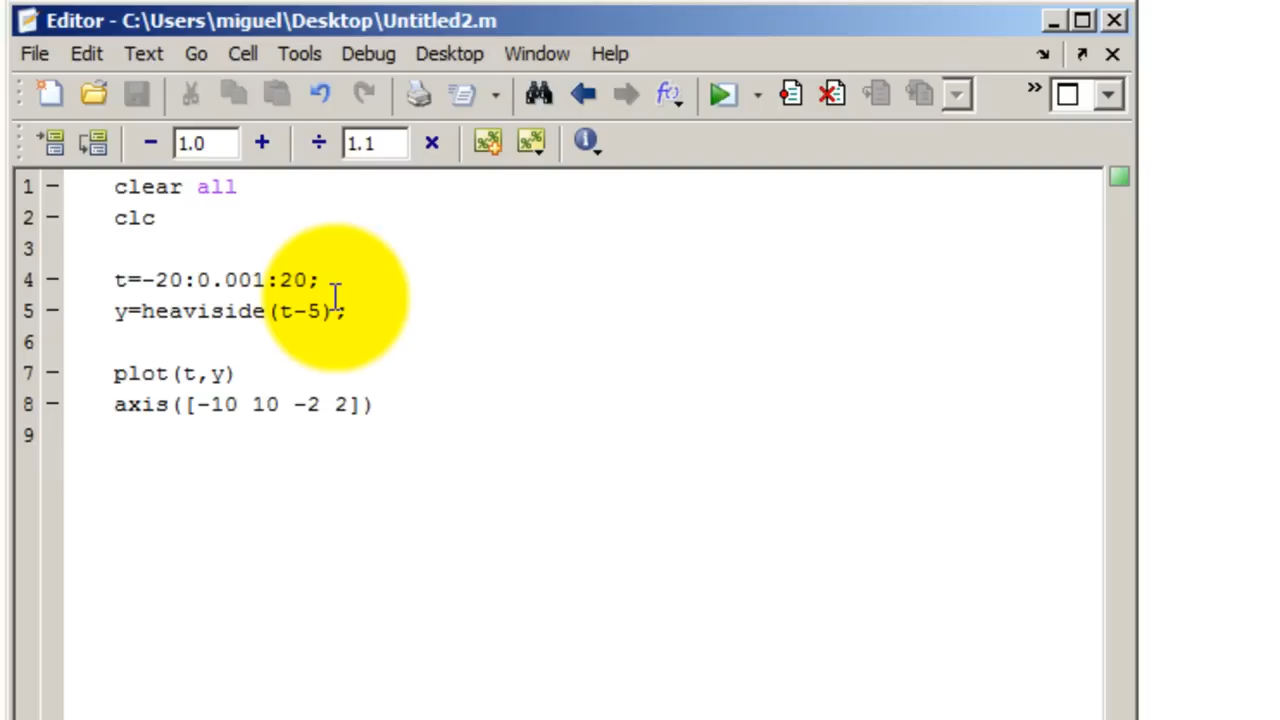 Editor - C:\Users\miguel\Desktop\Untitled2.m
File Edit Text Go Cell Tools Debug Desktop Window Help
1.0 1.1
1 clear all
2 clc
3
4 t=-20:0.001:20;
5 y=heaviside(t-5);
6
7 plot(t,y)
8 axis([-10 10 -2 2])
9